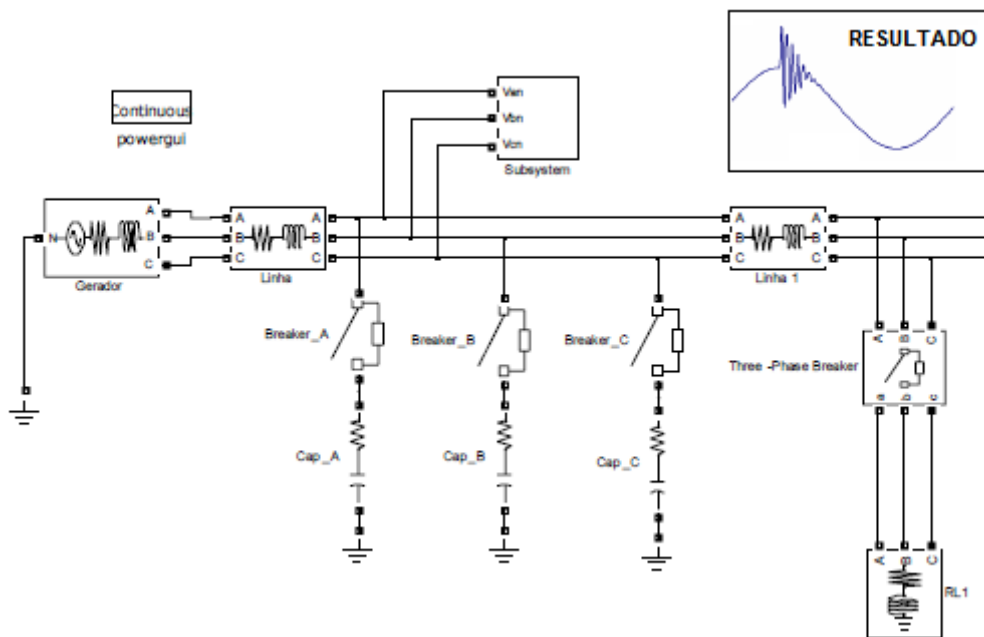 RESULTADO
Continuous
powergui
Van
Vbn
Vcn
Subsystem
N
A
B
C
Gerador
A
B
C
A
B
C
Linha
A
B
C
A
B
C
Linha 1
Breaker_A
Breaker_B
Breaker_C
Three -Phase Breaker
A
B
C
a
b
c
Cap_A
Cap_B
Cap_C
A
B
C
RL1